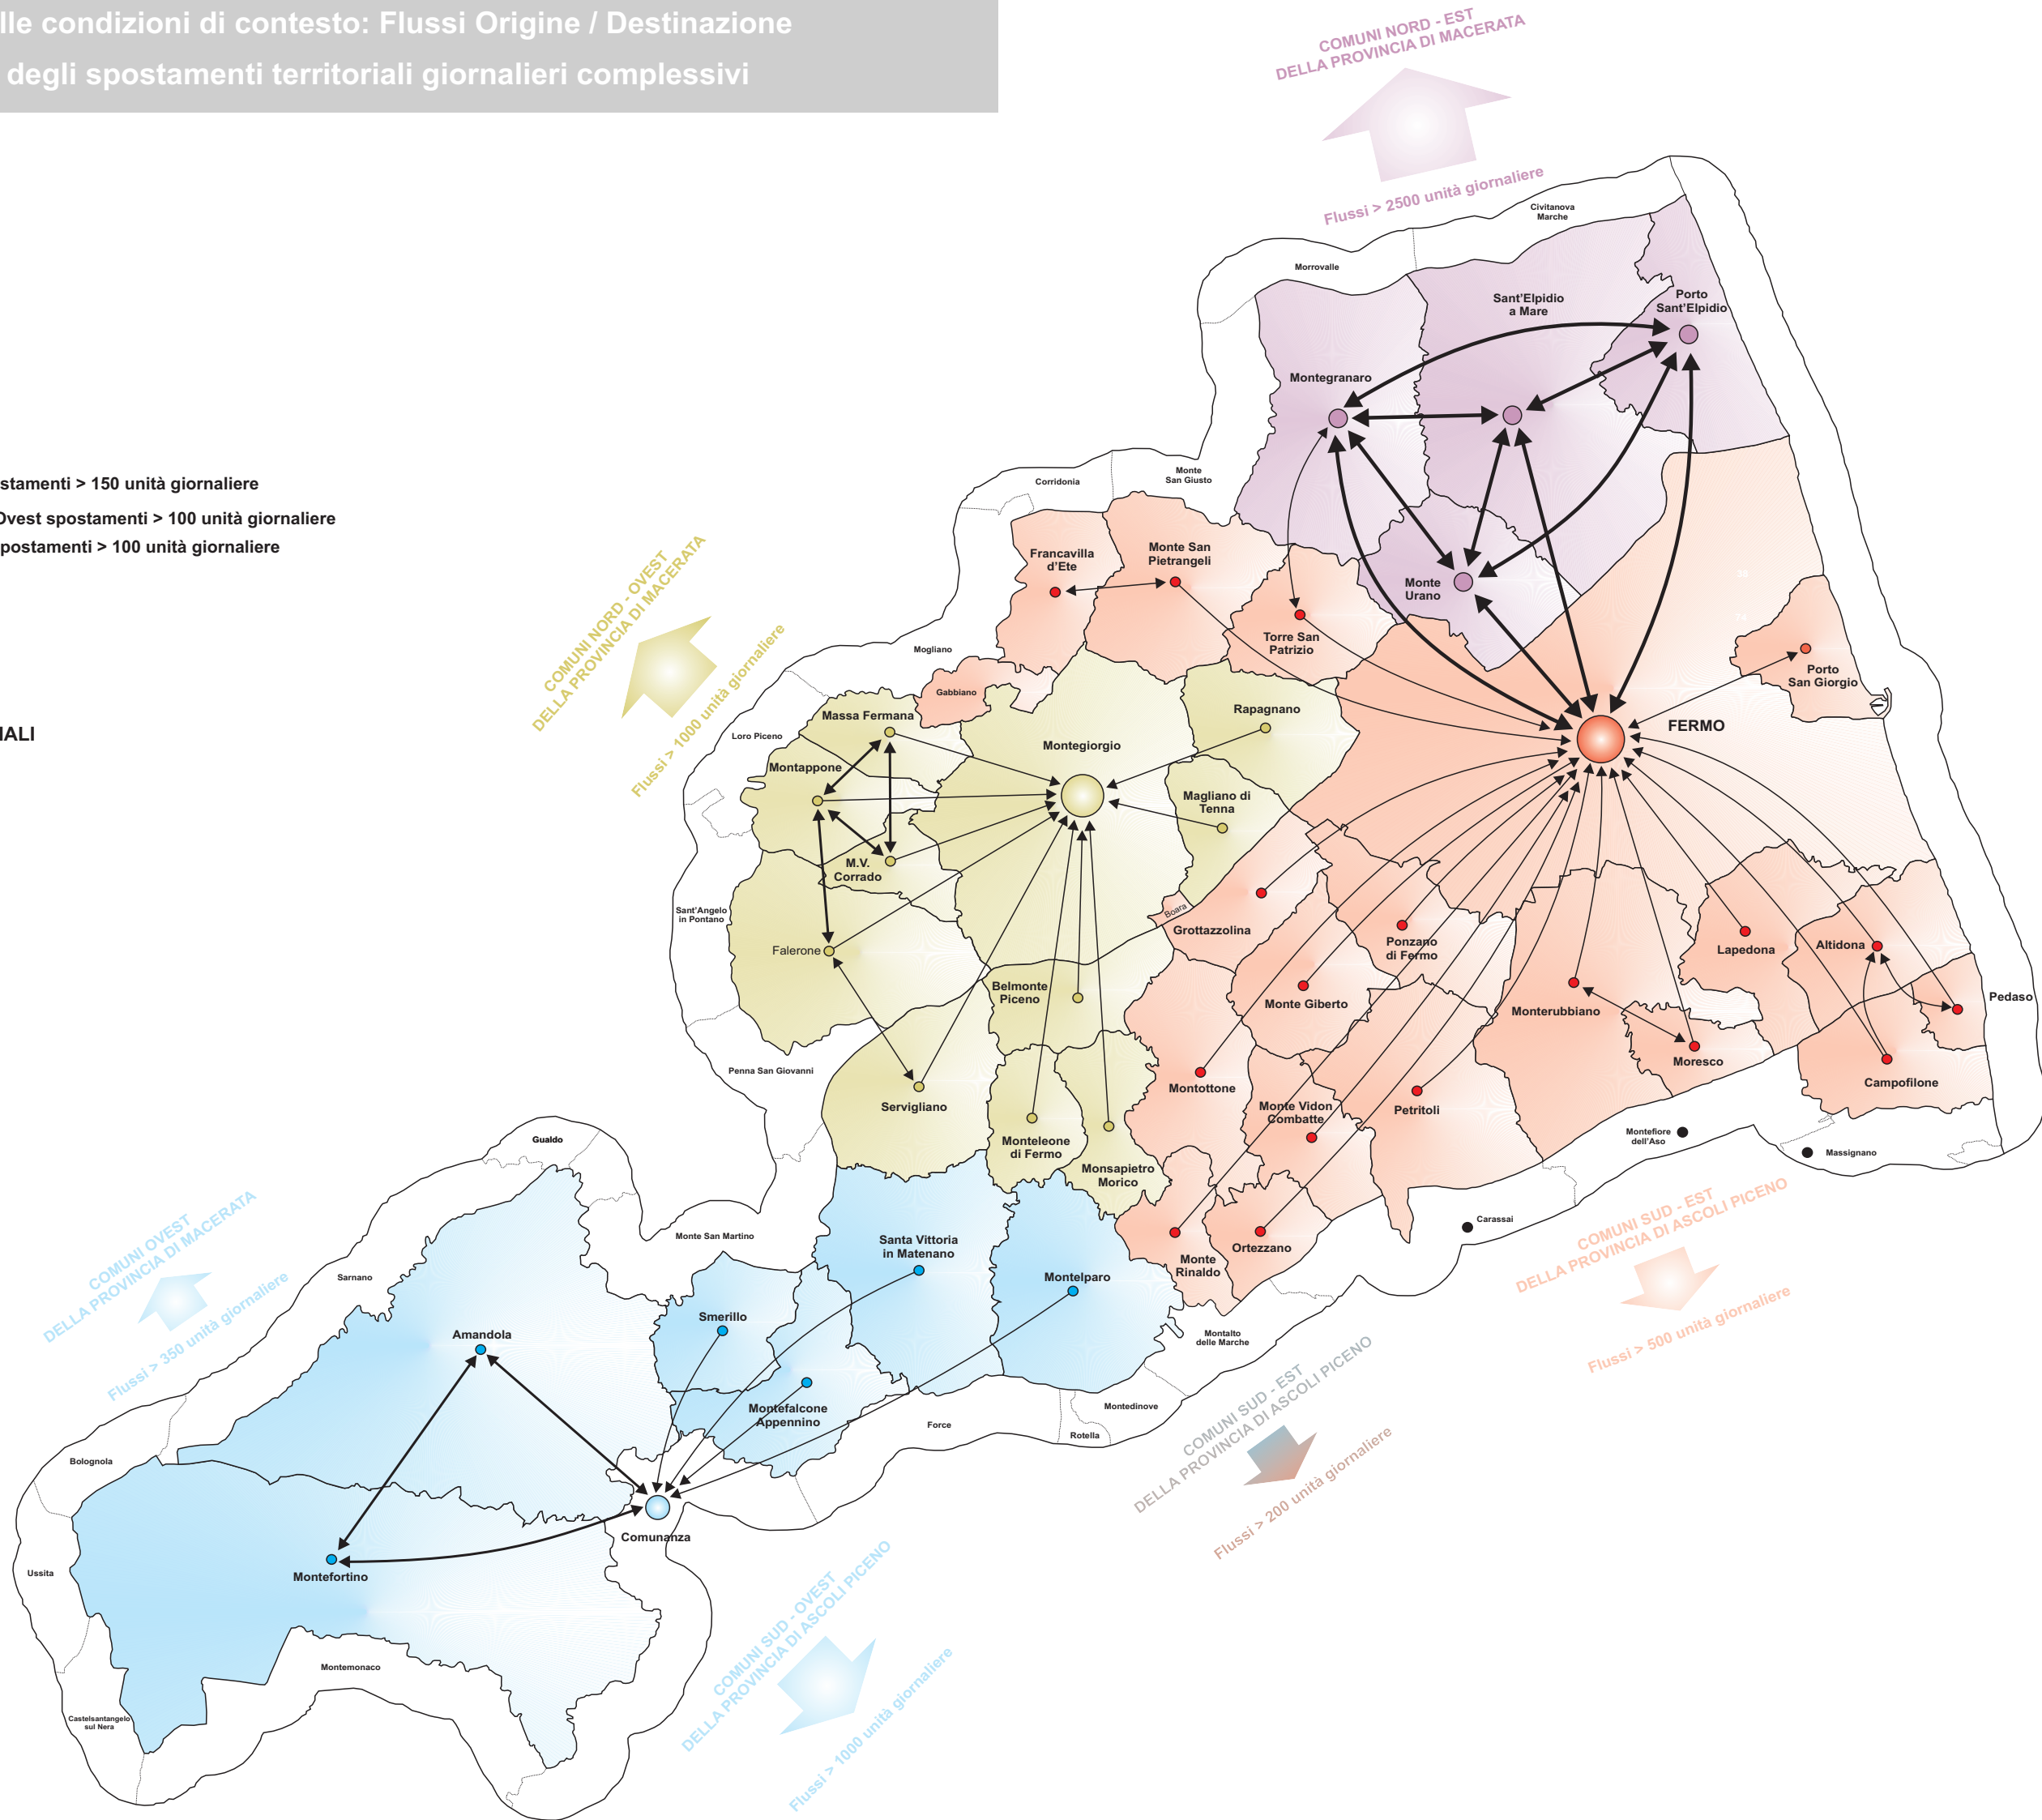 lle condizioni di contesto: Flussi Origine / Destinazione
degli spostamenti territoriali giornalieri complessivi
COMUNI NORD - EST
DELLA PROVINCIA DI MACERATA
Flussi > 2500 unità giornaliere
Civitanova
Marche
Morrovalle
Sant'Elpidio
a Mare
Porto
Sant'Elpidio
Montegranaro
stamenti > 150 unità giornaliere
Ovest spostamenti > 100 unità giornaliere
postamenti > 100 unità giornaliere
Corridonia
Monte
San Giusto
COMUNI NORD - OVEST
DELLA PROVINCIA DI MACERATA
Flussi > 1000 unità giornaliere
Francavilla
d'Ete
Monte San
Pietrangeli
Monte
Urano
Torre San
Patrizio
Mogliano
Porto
San Giorgio
Gabbiano
IALI
Massa Fermana
Rapagnano
FERMO
Loro Piceno
Montegiorgio
Montappone
Magliano di
Tenna
M.V.
Corrado
Sant'Angelo
in Pontano
Boara
Grottazzolina
Falerone
Ponzano
di Fermo
Lapedona
Altidona
Belmonte
Piceno
Monte Giberto
Monterubbiano
Pedaso
Penna San Giovanni
Moresco
Campofilone
Servigliano
Montottone
Monte Vidon
Combatte
Petritoli
Monteleone
di Fermo
Montefiore
dell'Aso
Massignano
Monsapietro
Morico
Gualdo
Carassai
COMUNI OVEST
DELLA PROVINCIA DI MACERATA
Flussi > 350 unità giornaliere
COMUNI SUD - EST
DELLA PROVINCIA DI ASCOLI PICENO
Flussi > 500 unità giornaliere
Monte San Martino
Santa Vittoria
in Matenano
Ortezzano
Monte
Rinaldo
Sarnano
Montelparo
Smerillo
Amandola
Montalto
delle Marche
COMUNI SUD - EST
DELLA PROVINCIA DI ASCOLI PICENO
Flussi > 200 unità giornaliere
Montefalcone
Appennino
Montedinove
Force
Rotella
Bolognola
Comunanza
Ussita
Montefortino
COMUNI SUD - OVEST
DELLA PROVINCIA DI ASCOLI PICENO
Flussi > 1000 unità giornaliere
Montemonaco
Castelsantangelo
sul Nera